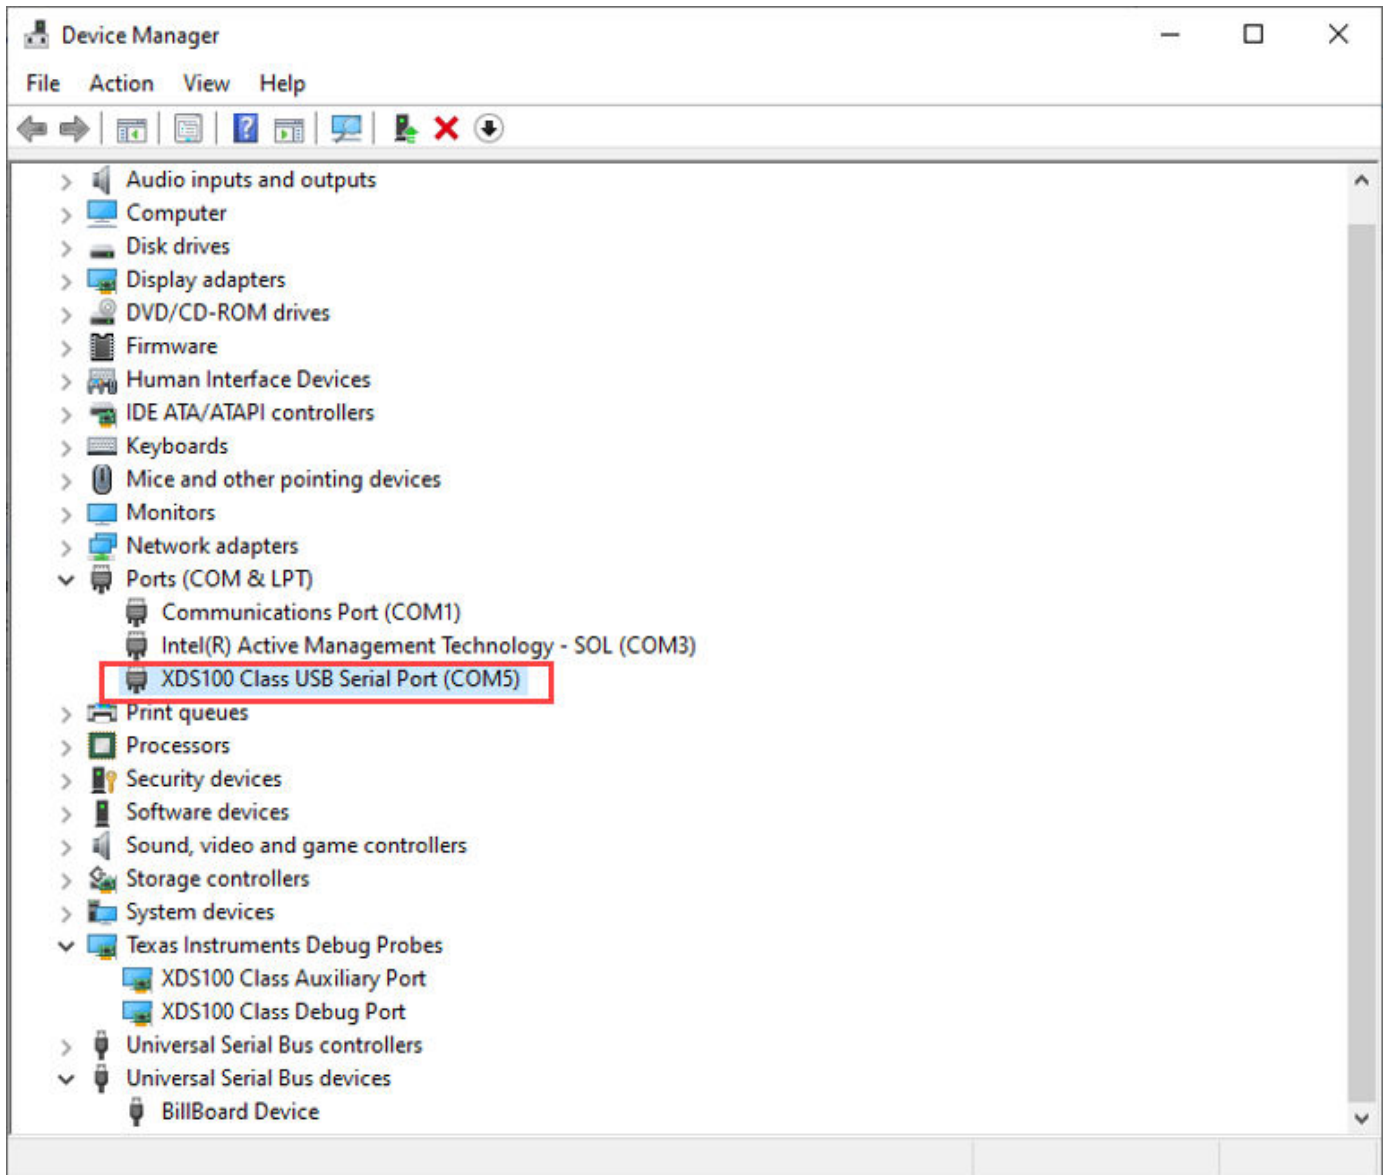 Device Manager
File Action View Help
Audio inputs and outputs
Computer
Disk drives
Display adapters
DVD/CD-ROM drives
Firmware
Human Interface Devices
IDE ATA/ATAPI controllers
Keyboards
Mice and other pointing devices
Monitors
Network adapters
Ports (COM & LPT)
Communications Port (COM1)
Intel(R) Active Management Technology - SOL (COM3)
XDS100 Class USB Serial Port (COM5)
Print queues
Processors
Security devices
Software devices
Sound, video and game controllers
Storage controllers
System devices
Texas Instruments Debug Probes
XDS100 Class Auxiliary Port
XDS100 Class Debug Port
Universal Serial Bus controllers
Universal Serial Bus devices
BillBoard Device